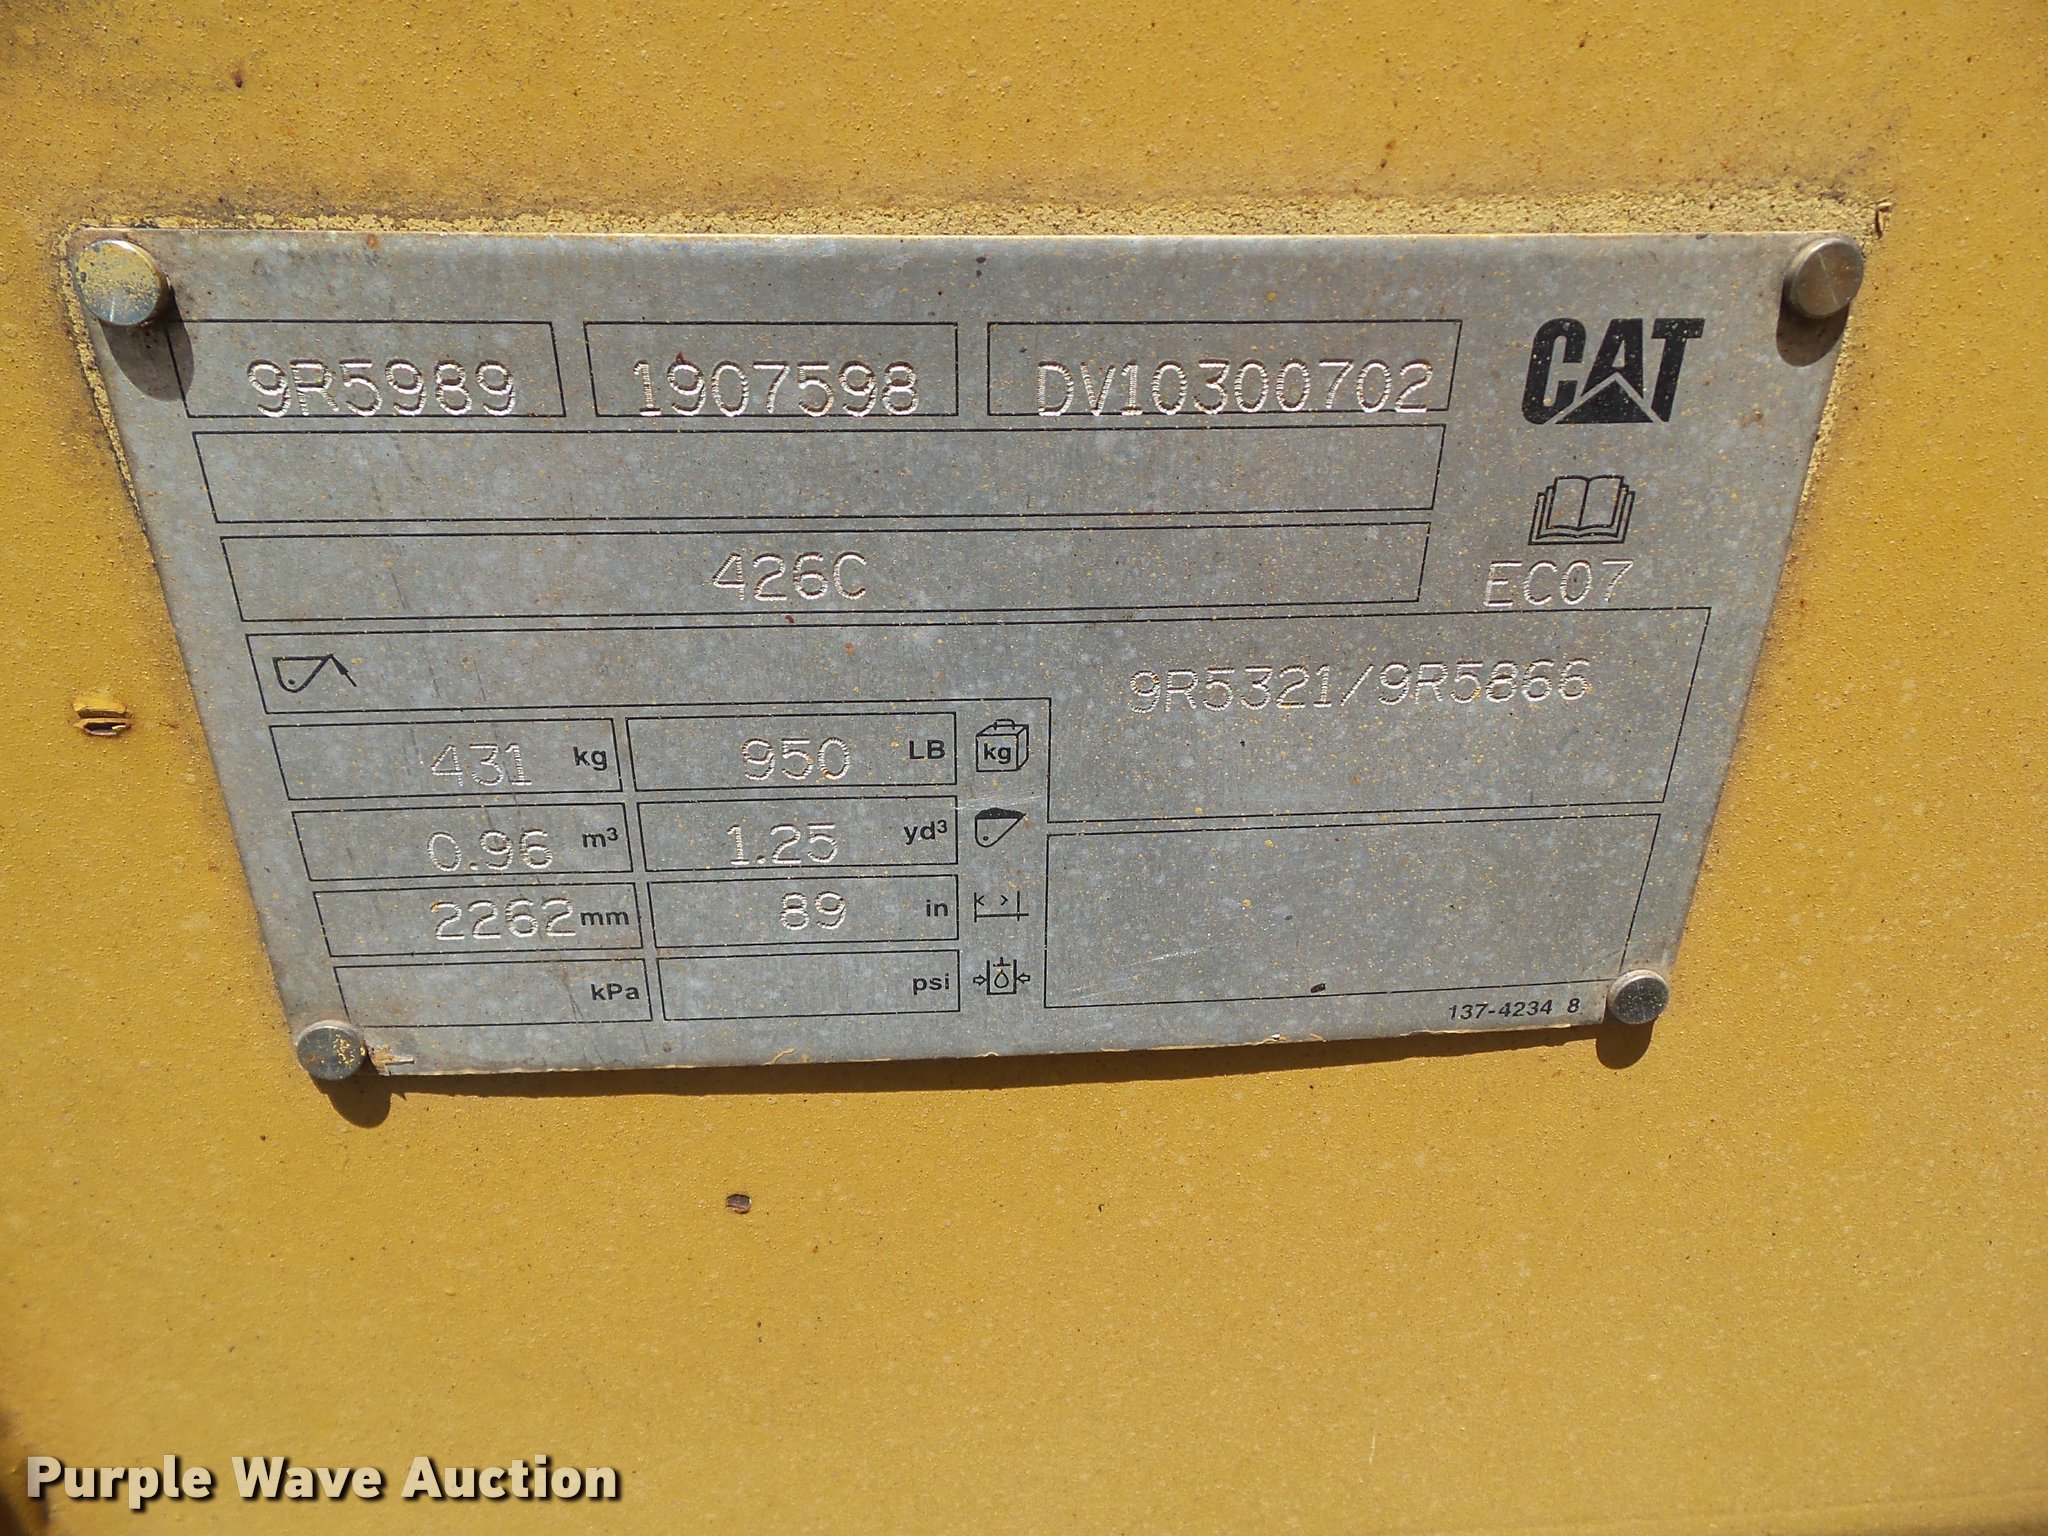 9R5989 1907598 DV10300702 CAT
426C EC07
9R5321/9R5866
431 kg 950 LB kg
0.96 m³ 1.25 yd³
2262 mm 89 in
kPa psi
137-4234 8
Purple Wave Auction